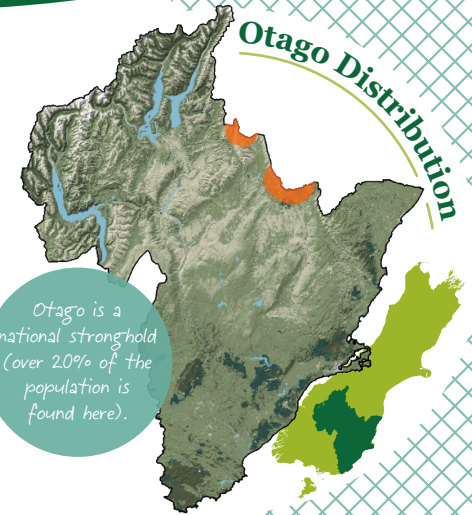 Otago Distribution
Otago is a
national stronghold
(over 20% of the
population is
found here).